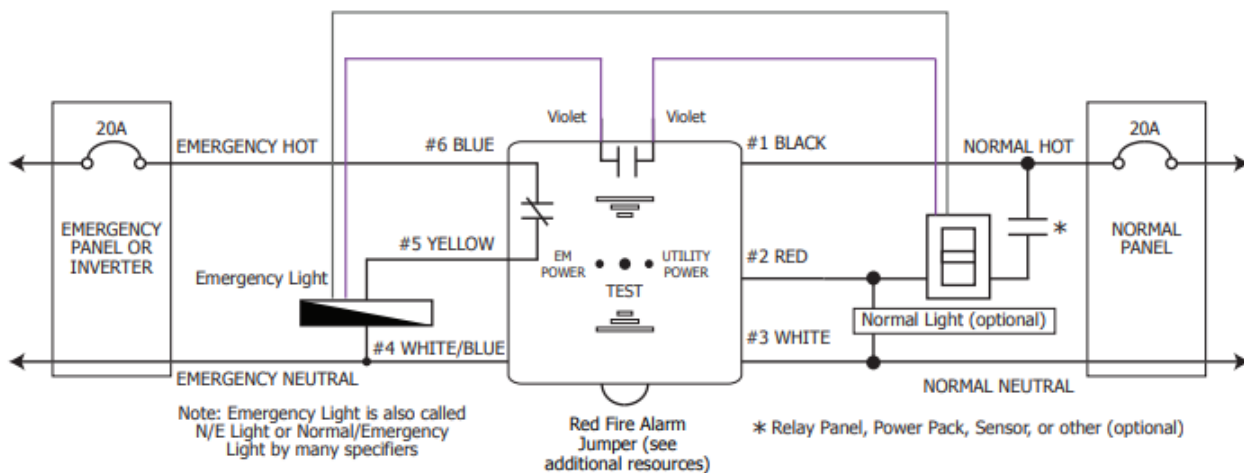 Violet
Violet
20A
EMERGENCY HOT
#6 BLUE
#1 BLACK
NORMAL HOT
20A
EMERGENCY
PANEL OR
INVERTER
#5 YELLOW
EM
POWER
UTILITY
POWER
TEST
#2 RED
*
NORMAL
PANEL
Emergency Light
Normal Light (optional)
#4 WHITE/BLUE
#3 WHITE
EMERGENCY NEUTRAL
NORMAL NEUTRAL
Note: Emergency Light is also called
N/E Light or Normal/Emergency
Light by many specifiers
Red Fire Alarm
Jumper (see
additional resources)
* Relay Panel, Power Pack, Sensor, or other (optional)